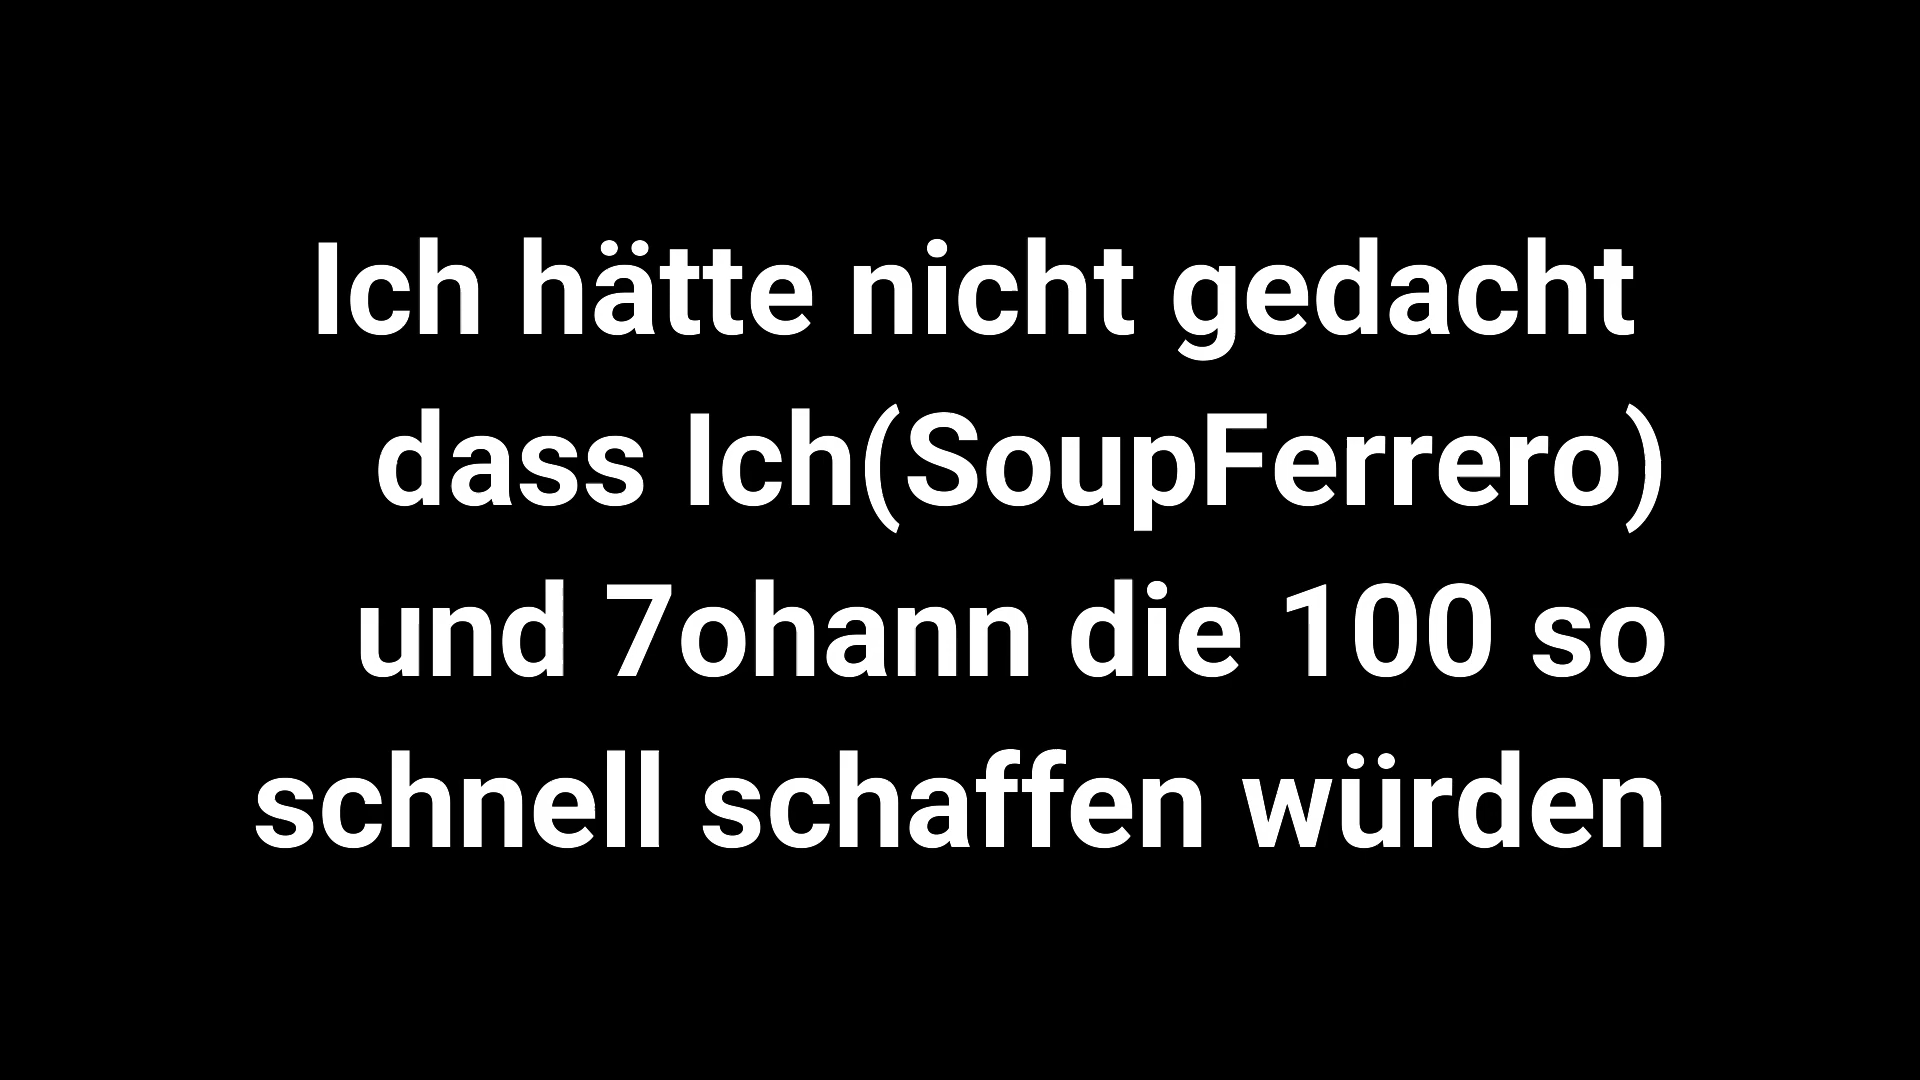 Ich hätte nicht gedacht
dass Ich(SoupFerrero)
und 7ohann die 100 so
schnell schaffen würden